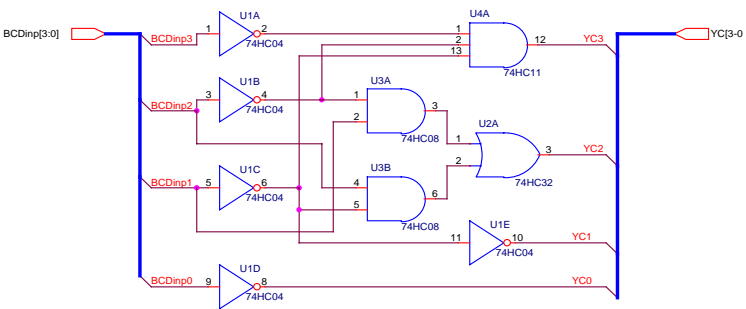 U1A
U4A
BCDinp[3:0]
1
2
1
12
YC3
YC[3-0
BCDinp3
2
13
74HC04
74HC11
U1B
U3A
BCDinp2
3
4
1
3
74HC04
2
U2A
74HC08
1
3
YC2
U1C
U3B
2
BCDinp1
5
6
4
74HC32
6
74HC04
5
74HC08
U1E
11
10
YC1
74HC04
U1D
BCDinp0
9
8
YC0
74HC04